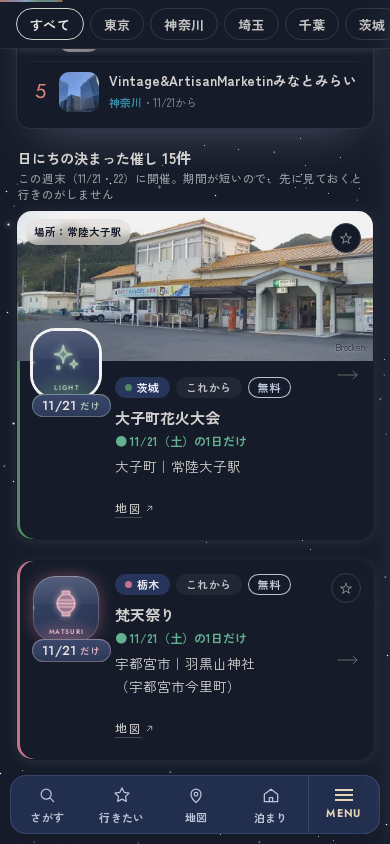 すべて
東京
神奈川
埼玉
千葉
茨城
5
Vintage&ArtisanMarketinみなとみらい
神奈川・11/21から
日にちの決まった催し 15件
この週末（11/21・22）に開催。期間が短いので、先に見ておくと
行きのがしません
場所：常陸大子駅
☆
Brocken
LIGHT
11/21 だけ
茨城
これから
無料
→
大子町花火大会
11/21（土）の1日だけ
大子町｜常陸大子駅
地図 ↗
MATSURI
11/21 だけ
栃木
これから
無料
☆
梵天祭り
11/21（土）の1日だけ
宇都宮市｜羽黒山神社
（宇都宮市今里町）
→
地図 ↗
さがす
行きたい
地図
泊まり
MENU